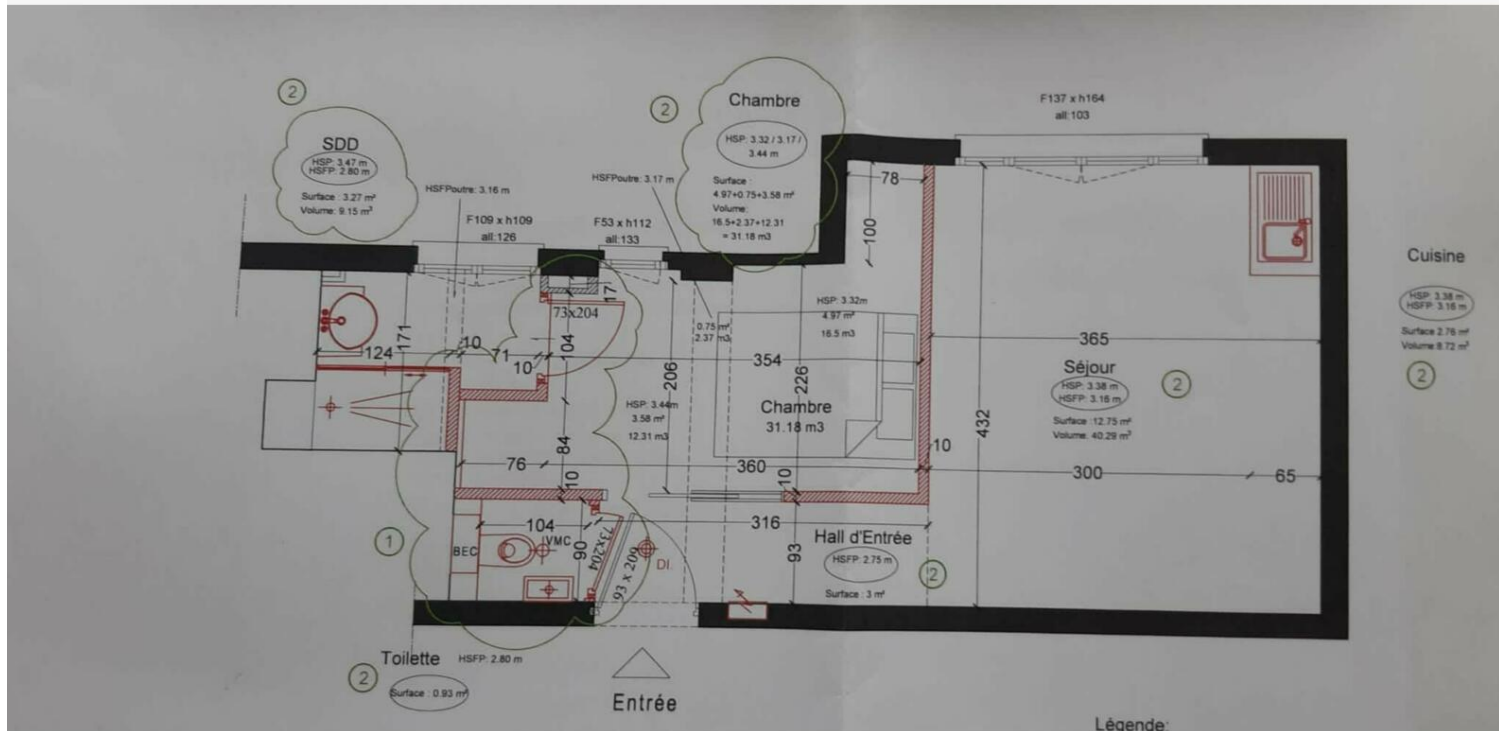 2
SDD
HSP: 3.47 m
HSFP: 2.80 m
Surface : 3.27 m²
Volume: 9.15 m³
HSFPoutre: 3.16 m
F109 x h109
all:126
2
Chambre
HSP: 3.32 / 3.17 /
3.44 m
Surface :
4.97+0.75+3.58 m²
Volume:
16.5+2.37+12.31
= 31.18 m3
HSFPoutre: 3.17 m
F53 x h112
all:133
F137 x h164
all:103
78
100
Cuisine
HSP: 3.38 m
HSFP: 3.16 m
Surface 2.76 m²
Volume 8.72 m³
2
17
73x204
171
124
10
71
10
104
206
0.75 m²
2.37 m3
HSP: 3.32m
4.97 m²
16.5 m3
354
226
365
Séjour
HSP: 3.38 m
HSFP: 3.16 m
Surface : 12.75 m²
Volume: 40.29 m³
2
432
HSP: 3.44m
3.58 m²
12.31 m3
Chambre
31.18 m3
10
84
76
10
360
10
300
65
1
BEC
104
VMC
90
73x204
93 x 209
DI.
316
93
Hall d'Entrée
HSFP: 2.75 m
Surface : 3 m²
2
Toilette
HSFP: 2.80 m
2
Surface : 0.93 m²
Entrée
Légende: